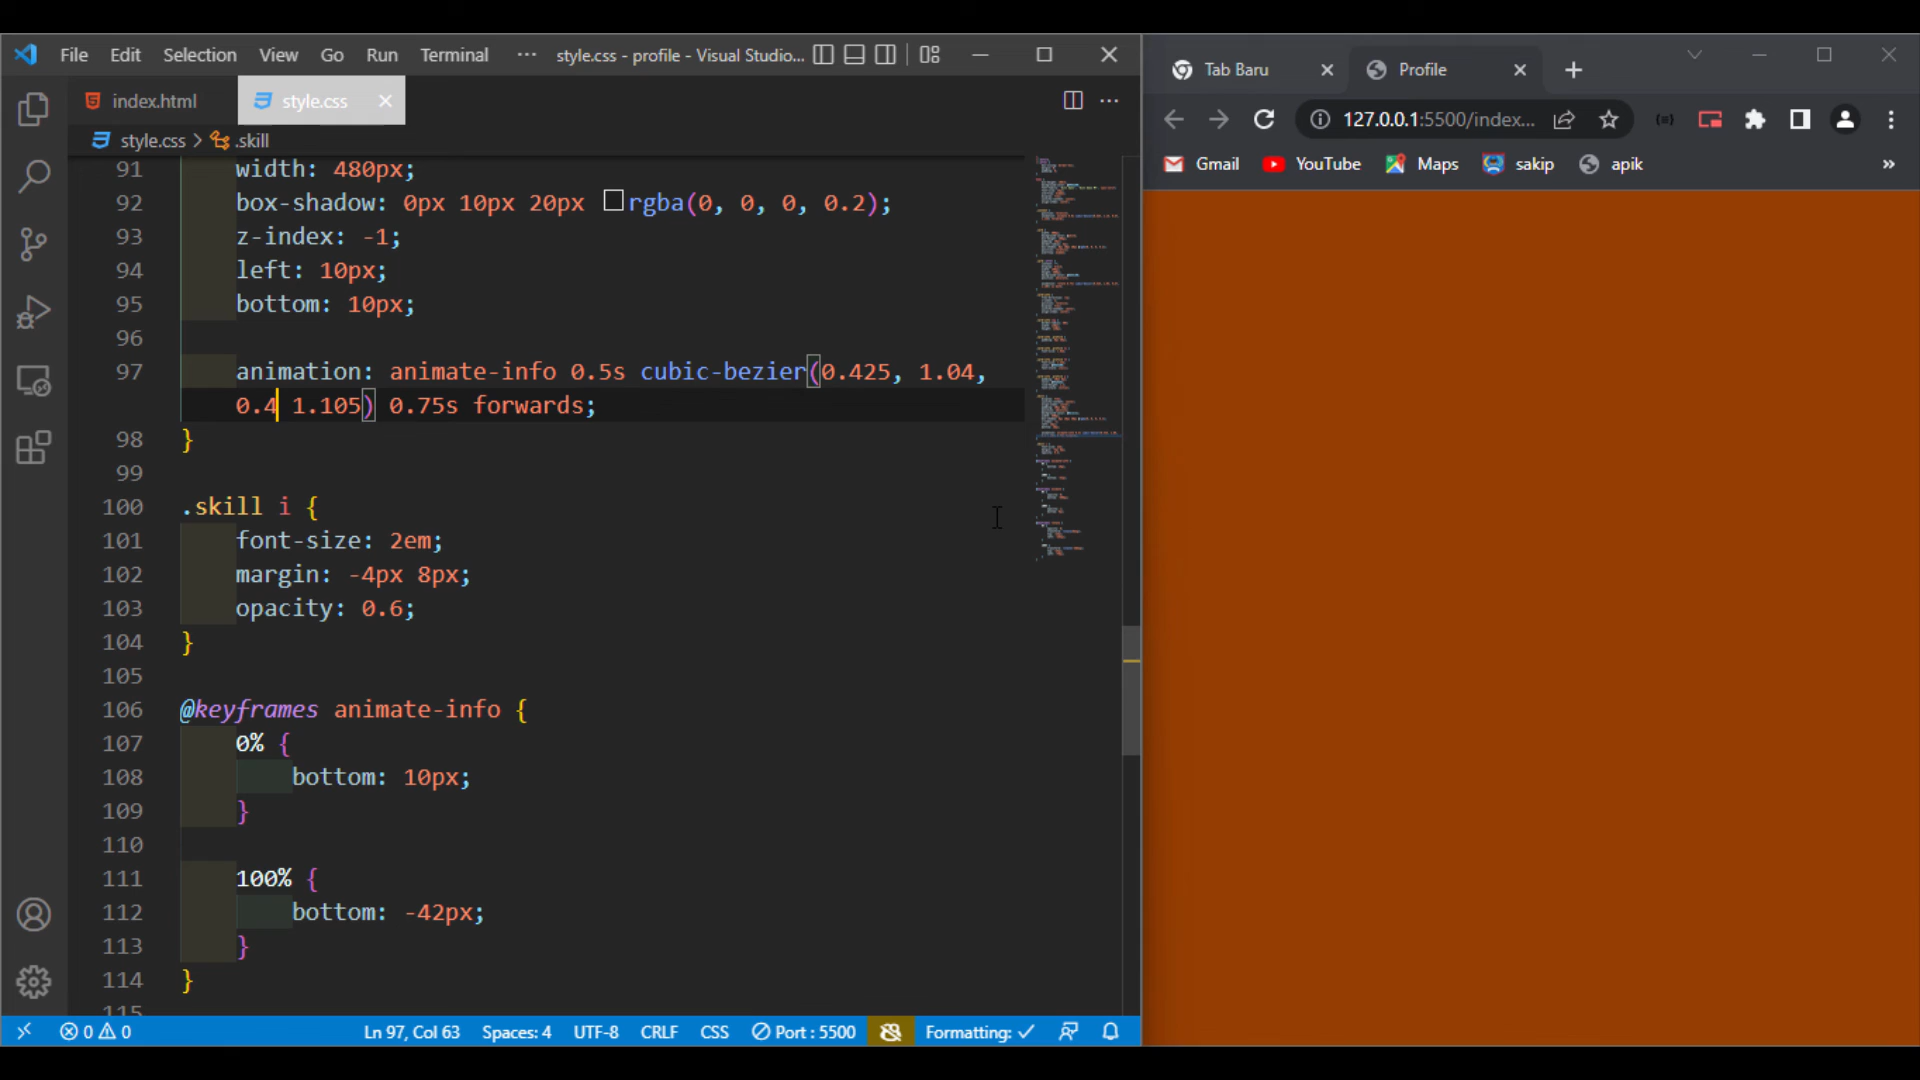 File Edit Selection View Go Run Terminal ··· style.css - profile - Visual Studio...
index.html style.css
style.css > .skill
91 width: 480px;
92 box-shadow: 0px 10px 20px rgba(0, 0, 0, 0.2);
93 z-index: -1;
94 left: 10px;
95 bottom: 10px;
96
97 animation: animate-info 0.5s cubic-bezier(0.425, 1.04,
0.4 1.105) 0.75s forwards;
98 }
99
100 .skill i {
101 font-size: 2em;
102 margin: -4px 8px;
103 opacity: 0.6;
104 }
105
106 @keyframes animate-info {
107 0% {
108 bottom: 10px;
109 }
110
111 100% {
112 bottom: -42px;
113 }
114 }
115
0 0 Ln 97, Col 63 Spaces: 4 UTF-8 CRLF CSS Port : 5500 Formatting: ✓
Tab Baru Profile
127.0.0.1:5500/index...
Gmail YouTube Maps sakip apik »